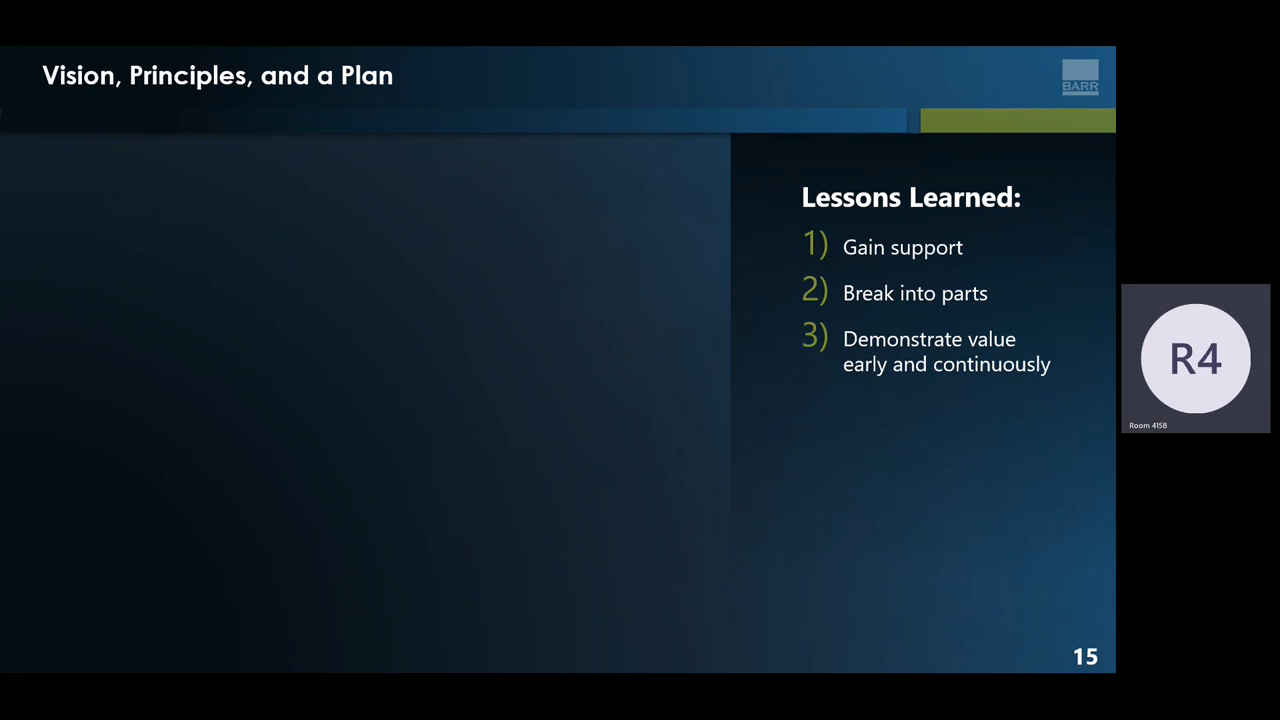 Vision, Principles, and a Plan
BARR
Lessons Learned:
1) Gain support
2) Break into parts
3) Demonstrate value
early and continuously
R4
Room 415B
15